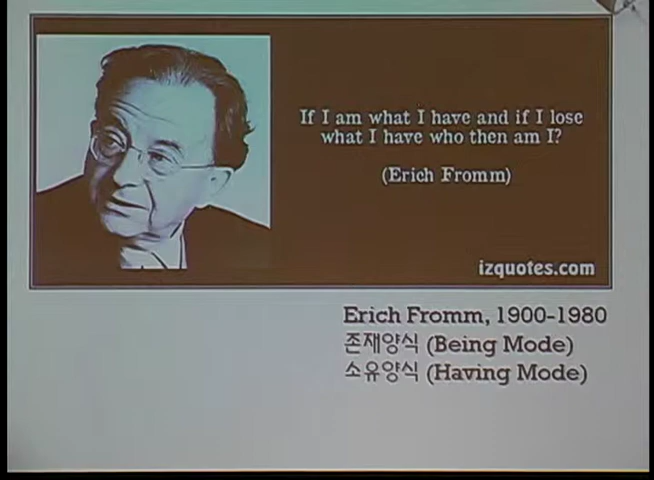 If I am what I have and if I lose
what I have who then am I?
(Erich Fromm)
izquotes.com
Erich Fromm, 1900-1980
존재양식 (Being Mode)
소유양식 (Having Mode)